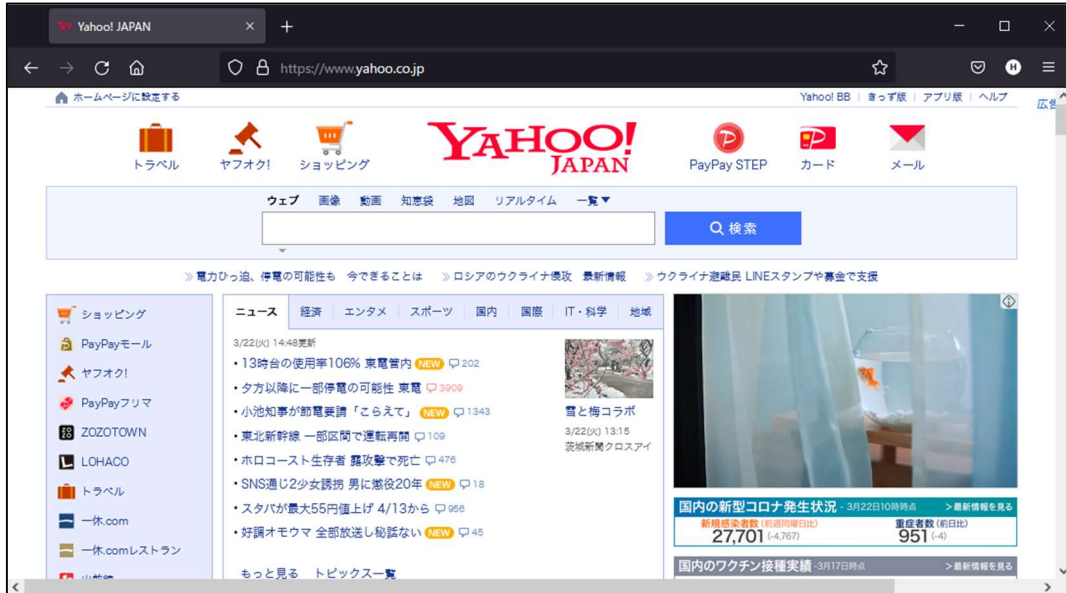 Yahoo! JAPAN
https://www.yahoo.co.jp
H
ホームページに設定する
Yahoo! BB
きっず版
アプリ版
ヘルプ
トラベル
ヤフオク!
ショッピング
YAHOO!
JAPAN
PayPay STEP
カード
メール
ウェブ 画像 動画 知恵袋 地図 リアルタイム 一覧▼
検索
≫電力ひっ迫、停電の可能性も 今できることは ≫ロシアのウクライナ侵攻 最新情報 ≫ウクライナ避難民 LINEスタンプや募金で支援
ショッピング
PayPayモール
ヤフオク!
PayPayフリマ
ZOZOTOWN
LOHACO
トラベル
一休.com
一休.comレストラン
ニュース 経済 エンタメ スポーツ 国内 国際 IT・科学 地域
3/22(火) 14:48更新
・13時台の使用率106% 東電管内 NEW 202
・夕方以降に一部停電の可能性 東電 3909
・小池知事が節電要請「こらえて」 NEW 1343
・東北新幹線 一部区間で運転再開 109
・ホロコースト生存者 露攻撃で死亡 476
・SNS通じ2少女誘拐 男に懲役20年 NEW 18
・スタバが最大55円値上げ 4/13から 956
・好調オモウマ 全部放送し秘話ない NEW 45
もっと見る トピックス一覧
雪と梅コラボ
3/22(火) 13:15
茨城新聞クロスアイ
国内の新型コロナ発生状況 - 3月22日10時時点 >最新情報を見る
新規感染者数(前週同曜日比)
27,701 (-4,767)
重症者数(前日比)
951 (-4)
国内のワクチン接種実績 -3月17日時点 >最新情報を見る